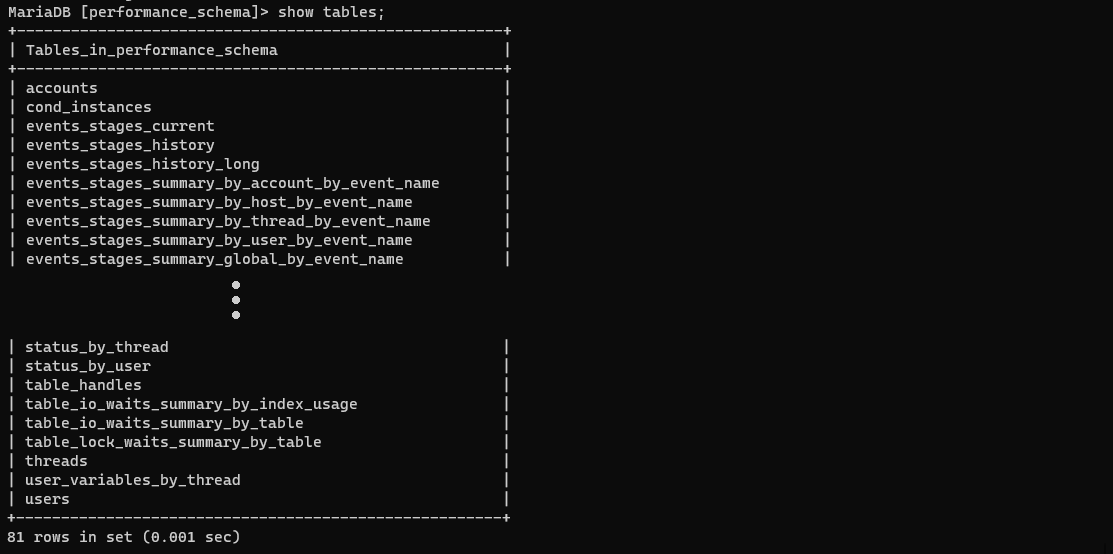 MariaDB [performance_schema]> show tables;
+------------------------------------------------------+
| Tables_in_performance_schema                         |
+------------------------------------------------------+
| accounts                                             |
| cond_instances                                       |
| events_stages_current                                |
| events_stages_history                                |
| events_stages_history_long                           |
| events_stages_summary_by_account_by_event_name       |
| events_stages_summary_by_host_by_event_name          |
| events_stages_summary_by_thread_by_event_name        |
| events_stages_summary_by_user_by_event_name          |
| events_stages_summary_global_by_event_name           |
| status_by_thread                                     |
| status_by_user                                       |
| table_handles                                        |
| table_io_waits_summary_by_index_usage                |
| table_io_waits_summary_by_table                      |
| table_lock_waits_summary_by_table                    |
| threads                                              |
| user_variables_by_thread                             |
| users                                                |
+------------------------------------------------------+
81 rows in set (0.001 sec)